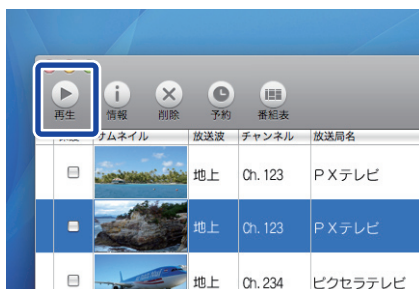 再生 情報 削除 予約 番組表
サムネイル 放送波 チャンネル 放送局名
地上 Ch. 123 PXテレビ
地上 Ch. 123 PXテレビ
地上 Ch. 234 ピクセラテレビ